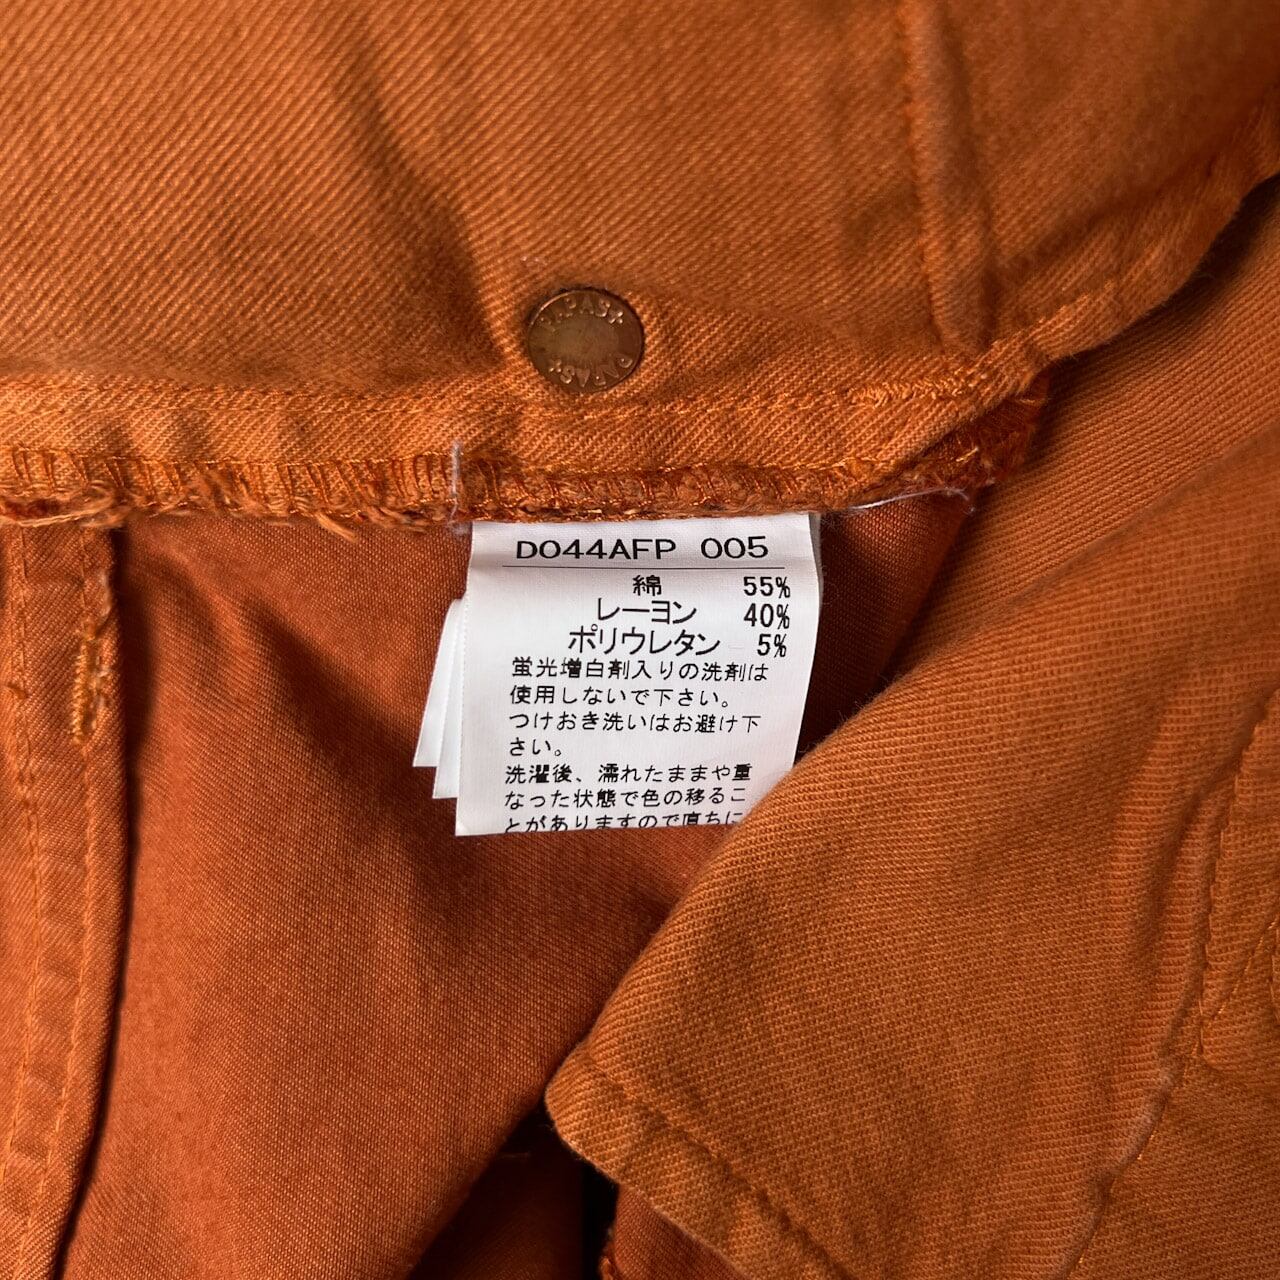 PAPAS+
PAPAS+
D044AFP 005
綿 55%
レーヨン 40%
ポリウレタン 5%
蛍光増白剤入りの洗剤は
使用しないで下さい。
つけおき洗いはお避け下
さい。
洗濯後、濡れたままや重
なった状態で色の移るこ
とがありますので直ちに